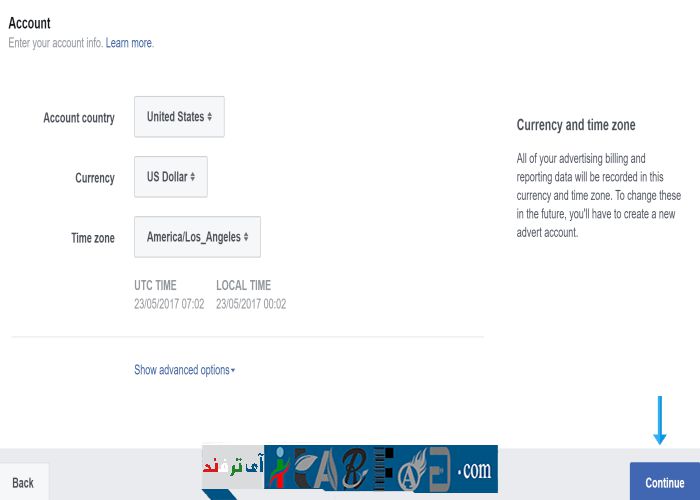 Account
Enter your account info. Learn more.
Account country
United States
Currency
US Dollar
Time zone
America/Los_Angeles
UTC TIME
LOCAL TIME
23/05/2017 07:02
23/05/2017 00:02
Show advanced options
Currency and time zone
All of your advertising billing and
reporting data will be recorded in this
currency and time zone. To change these
in the future, you'll have to create a new
advert account.
Back
آی ترفند
.com
Continue